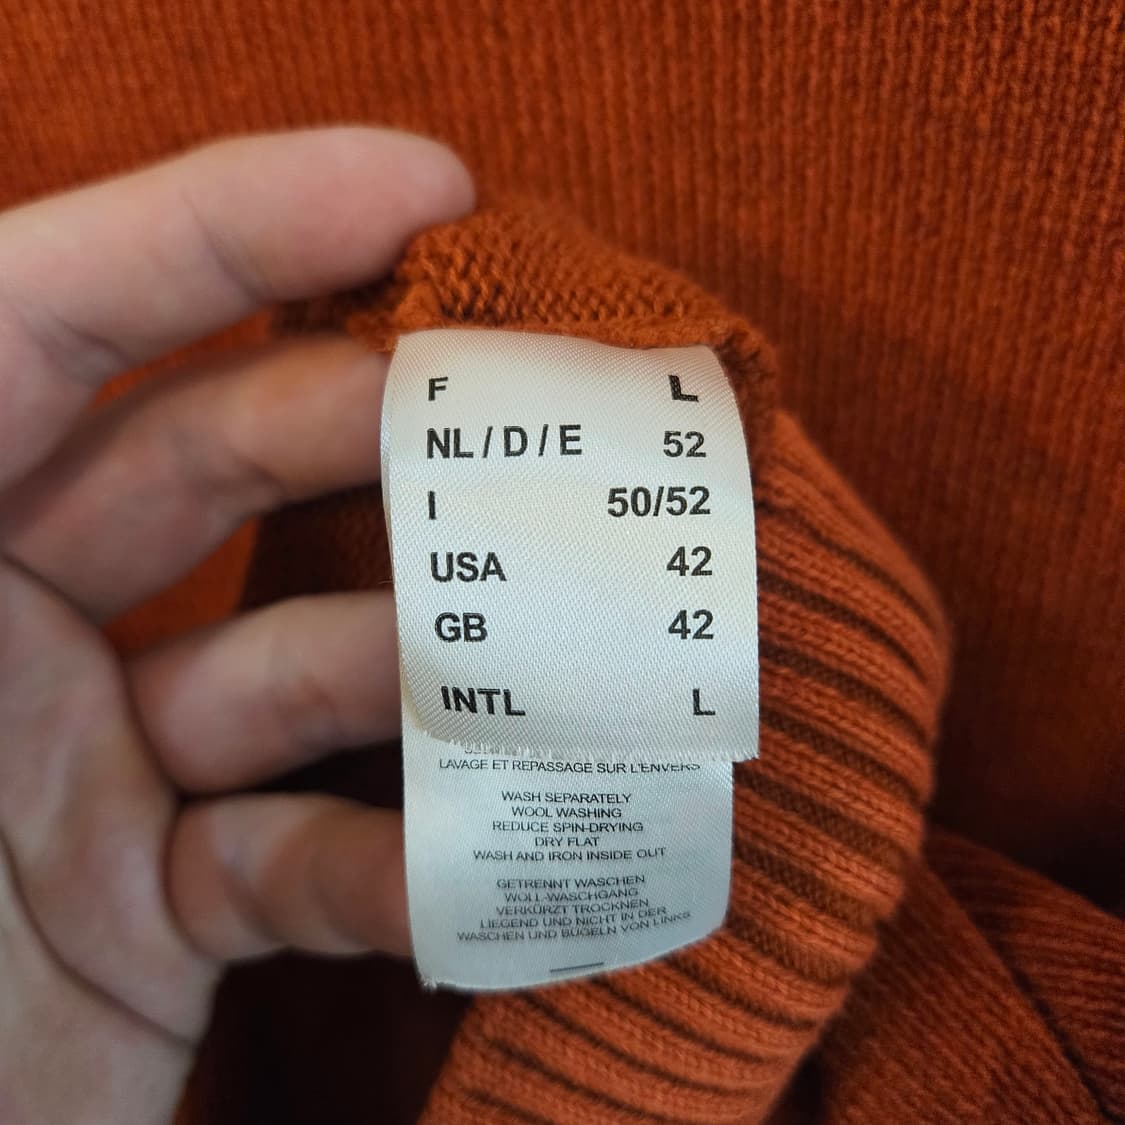 F L
NL / D / E 52
I 50/52
USA 42
GB 42
INTL L
LAVAGE ET REPASSAGE SUR L'ENVERS
WASH SEPARATELY
WOOL WASHING
REDUCE SPIN-DRYING
DRY FLAT
WASH AND IRON INSIDE OUT
GETRENNT WASCHEN
WOLL-WASCHGANG
VERKÜRZT TROCKNEN
LIEGEND UND NICHT IN DER
WASCHEN UND BÜGELN VON LINKS